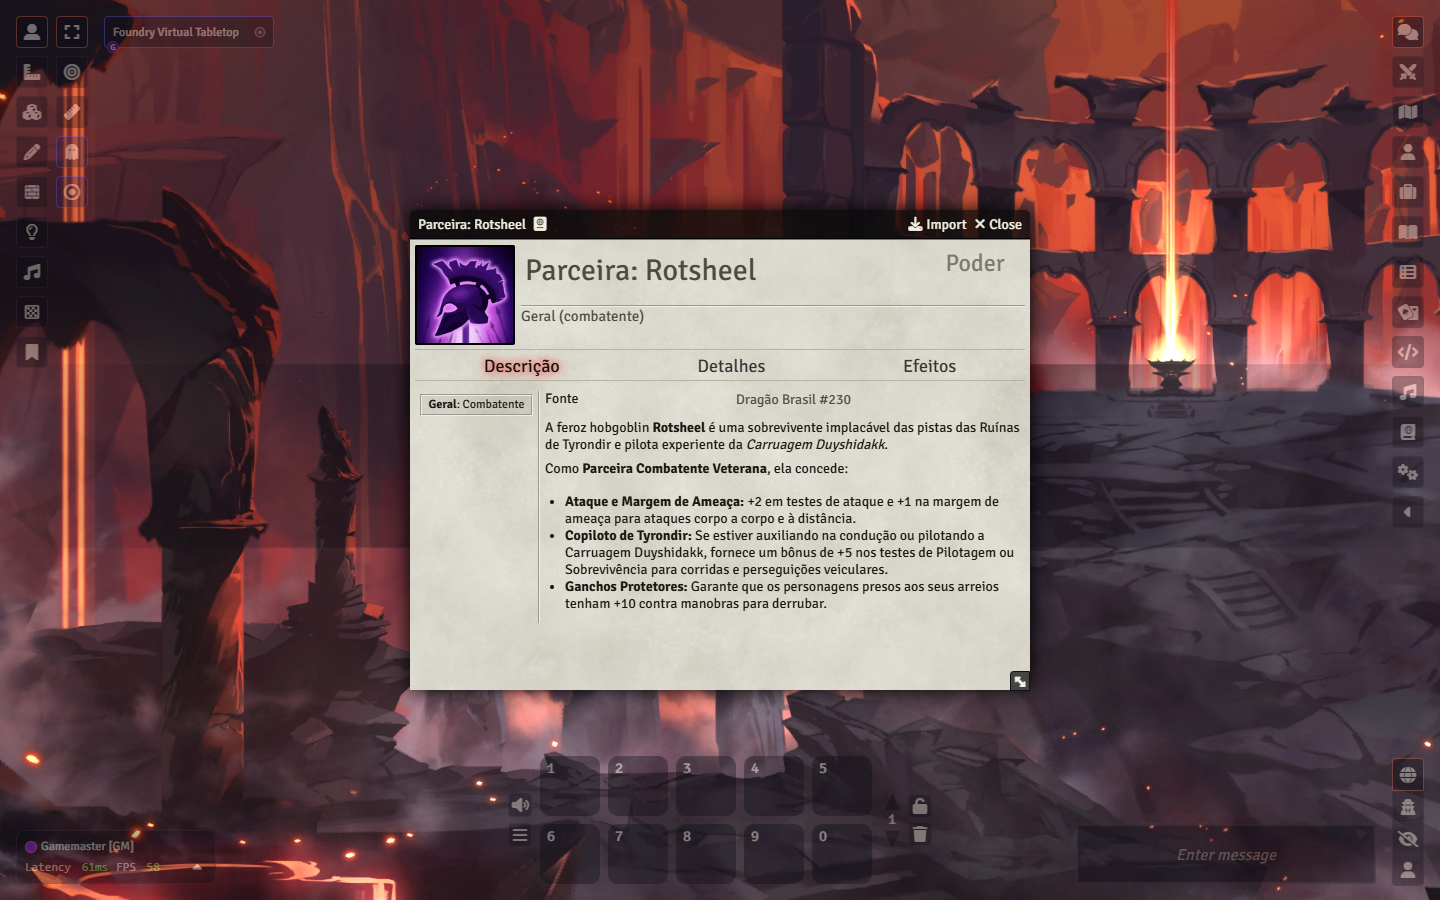 Foundry Virtual Tabletop
G
Parceira: Rotsheel
Import
Close
Parceira: Rotsheel
Poder
Geral (combatente)
Descrição
Detalhes
Efeitos
Geral: Combatente
Fonte
Dragão Brasil #230
A feroz hobgoblin Rotsheel é uma sobrevivente implacável das pistas das Ruínas
de Tyrondir e pilota experiente da Carruagem Duyshidakk.
Como Parceira Combatente Veterana, ela concede:
• Ataque e Margem de Ameaça: +2 em testes de ataque e +1 na margem de
ameaça para ataques corpo a corpo e à distância.
• Copiloto de Tyrondir: Se estiver auxiliando na condução ou pilotando a
Carruagem Duyshidakk, fornece um bônus de +5 nos testes de Pilotagem ou
Sobrevivência para corridas e perseguições veiculares.
• Ganchos Protetores: Garante que os personagens presos aos seus arreios
tenham +10 contra manobras para derrubar.
1 2 3 4 5
1
6 7 8 9 0
Gamemaster [GM]
Latency 61ms FPS 58
Enter message